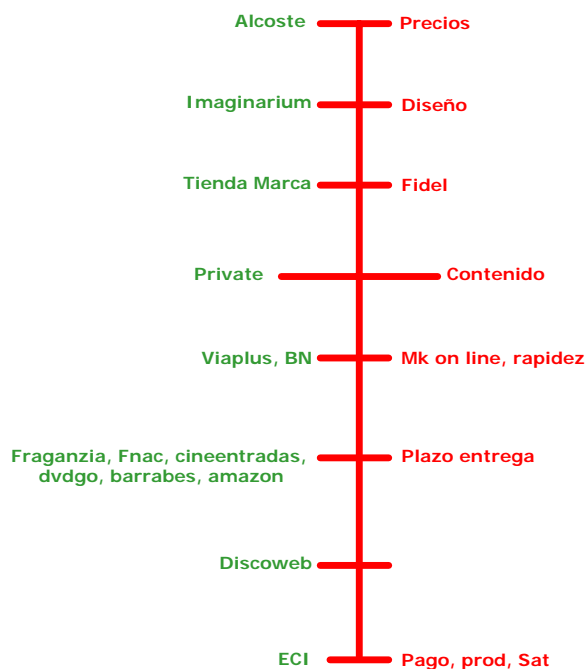 Alcoste Precios
Imaginarium Diseño
Tienda Marca Fidel
Private Contenido
Viaplus, BN Mk on line, rapidez
Fraganzia, Fnac, cineentradas, Plazo entrega
dvdgo, barrabes, amazon
Discoweb
ECI Pago, prod, Sat